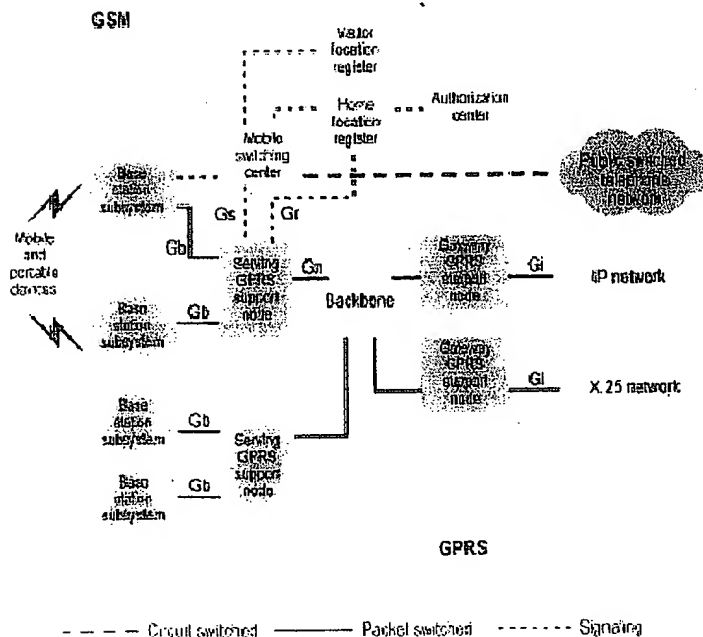 GSM
Visitor
location
register
Home
location
register
Authorization
center
Mobile
switching
center
Base
station
subsystem
Public switched
telephone
network
Gs
Gr
Gb
Mobile
and
portable
devices
Serving
GPRS
support
node
Gn
Backbone
Gateway
GPRS
support
node
Gi
IP network
Base
station
subsystem
Gb
Gateway
GPRS
support
node
Gi
X.25 network
Base
station
subsystem
Gb
Serving
GPRS
support
node
Base
station
subsystem
Gb
GPRS
Circuit switched
Packet switched
Signaling